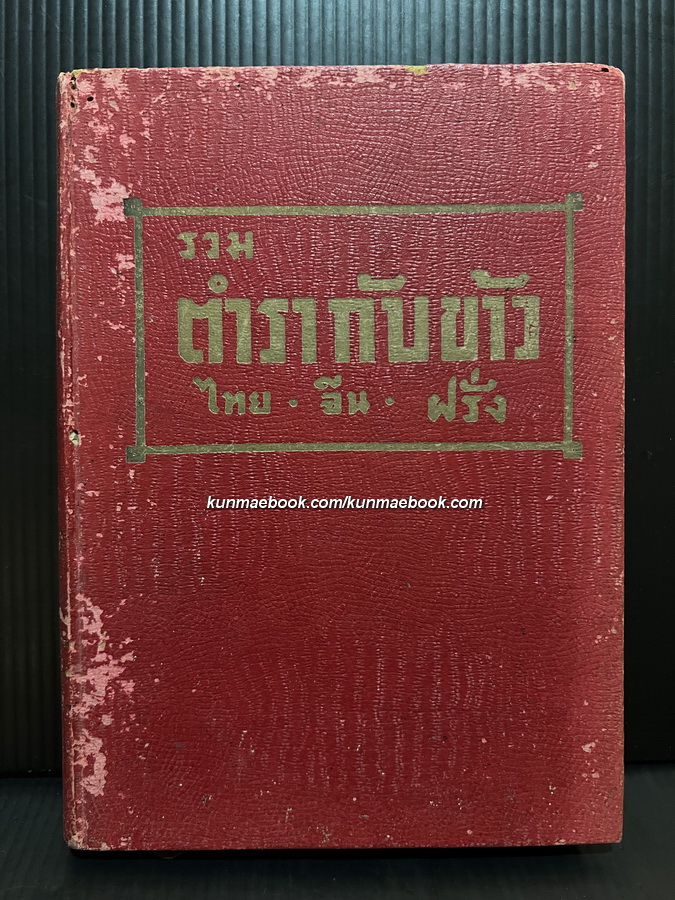 รวม
ตำรากับข้าว
ไทย · จีน · ฝรั่ง
kunmaebook.com/kunmaebook.com